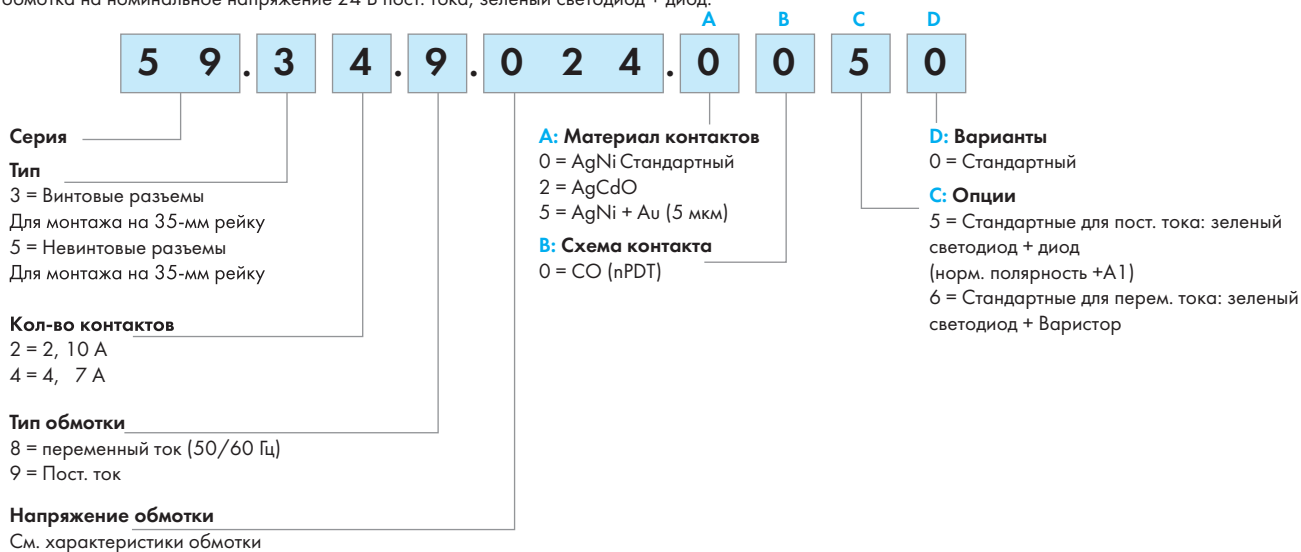 обмотка на номинальное напряжение 24 В пост. тока, зеленый светодиод + диод.
A B C D
5 9 . 3 4 . 9 . 0 2 4 . 0 0 5 0
Серия
Тип
3 = Винтовые разъемы
Для монтажа на 35-мм рейку
5 = Невинтовые разъемы
Для монтажа на 35-мм рейку
Кол-во контактов
2 = 2, 10 A
4 = 4, 7 A
Тип обмотки
8 = переменный ток (50/60 Гц)
9 = Пост. ток
Напряжение обмотки
См. характеристики обмотки
A: Материал контактов
0 = AgNi Стандартный
2 = AgCdO
5 = AgNi + Au (5 мкм)
B: Схема контакта
0 = CO (nPDT)
D: Варианты
0 = Стандартный
C: Опции
5 = Стандартные для пост. тока: зеленый
светодиод + диод
(норм. полярность +A1)
6 = Стандартные для перем. тока: зеленый
светодиод + Варистор